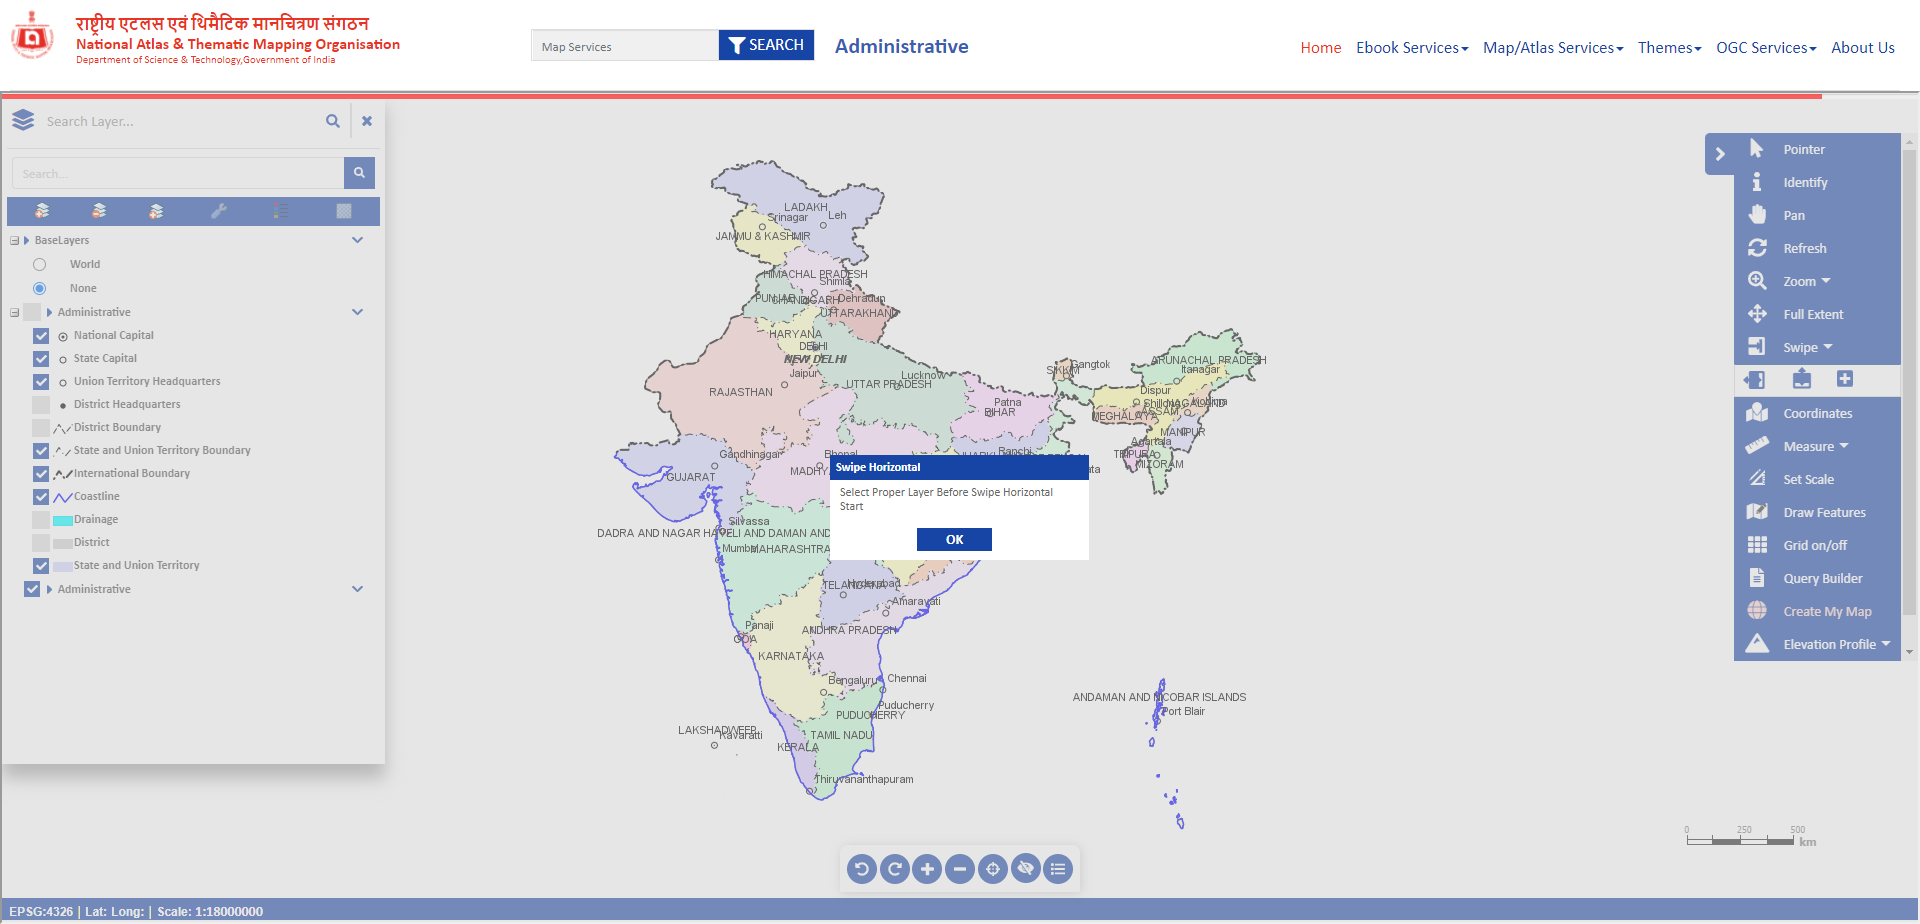 राष्ट्रीय एटलस एवं थिमैटिक मानचित्रण संगठन
National Atlas & Thematic Mapping Organisation
Department of Science & Technology,Government of India
Map Services
SEARCH
Administrative
Home
Ebook Services
Map/Atlas Services
Themes
OGC Services
About Us
Search Layer...
Search...
BaseLayers
World
None
Administrative
National Capital
State Capital
Union Territory Headquarters
District Headquarters
District Boundary
State and Union Territory Boundary
International Boundary
Coastline
Drainage
District
State and Union Territory
Administrative
LADAKH
Srinagar
Leh
JAMMU & KASHMIR
HIMACHAL PRADESH
Shimla
PUNJAB
CHANDIGARH
Dehradun
UTTARAKHAND
HARYANA
DELHI
NEW DELHI
Jaipur
RAJASTHAN
UTTAR PRADESH
Lucknow
Patna
BIHAR
SIKKIM
Gangtok
ARUNACHAL PRADESH
Itanagar
Dispur
Shillong
NAGALAND
Kohima
MEGHALAYA
ASSAM
MANIPUR
Agartala
TRIPURA
MIZORAM
Ranchi
Gandhinagar
Bhopal
GUJARAT
Swipe Horizontal
Select Proper Layer Before Swipe Horizontal
Start
OK
Silvassa
DADRA AND NAGAR HAVELI AND DAMAN AND
Mumbai
MAHARASHTRA
TELANGANA
Hyderabad
Amaravati
Panaji
GOA
ANDHRA PRADESH
KARNATAKA
Bengaluru
Chennai
Puducherry
PUDUCHERRY
LAKSHADWEEP
Kavaratti
TAMIL NADU
KERALA
Thiruvananthapuram
ANDAMAN AND NICOBAR ISLANDS
Port Blair
Pointer
Identify
Pan
Refresh
Zoom
Full Extent
Swipe
Coordinates
Measure
Set Scale
Draw Features
Grid on/off
Query Builder
Create My Map
Elevation Profile
0 250 500
km
EPSG:4326 | Lat: Long: | Scale: 1:18000000